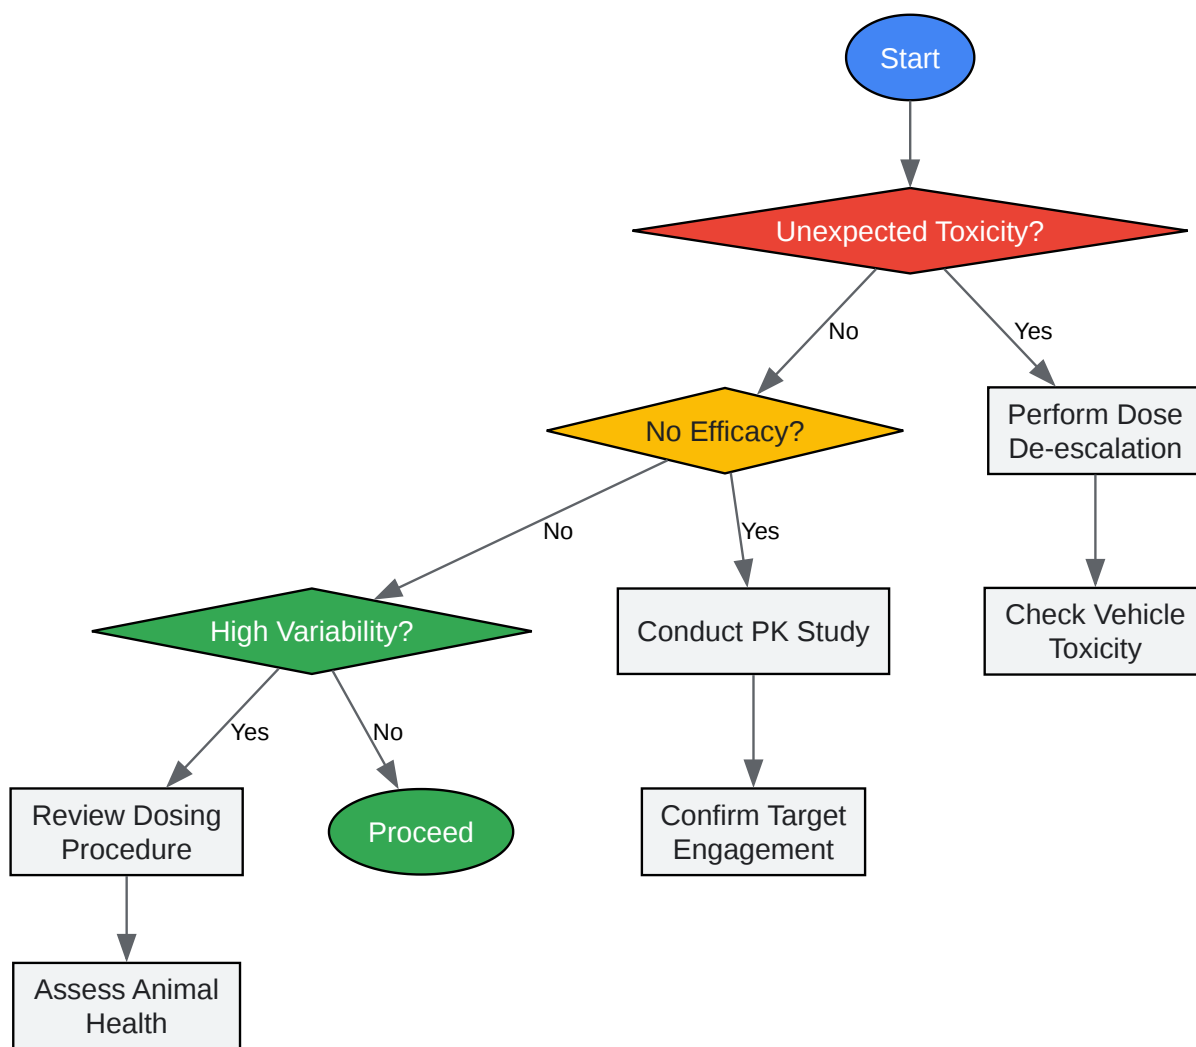 Start
Unexpected Toxicity?
No
Yes
No Efficacy?
Perform Dose
De-escalation
No
Yes
High Variability?
Conduct PK Study
Check Vehicle
Toxicity
Yes
No
Review Dosing
Procedure
Proceed
Confirm Target
Engagement
Assess Animal
Health